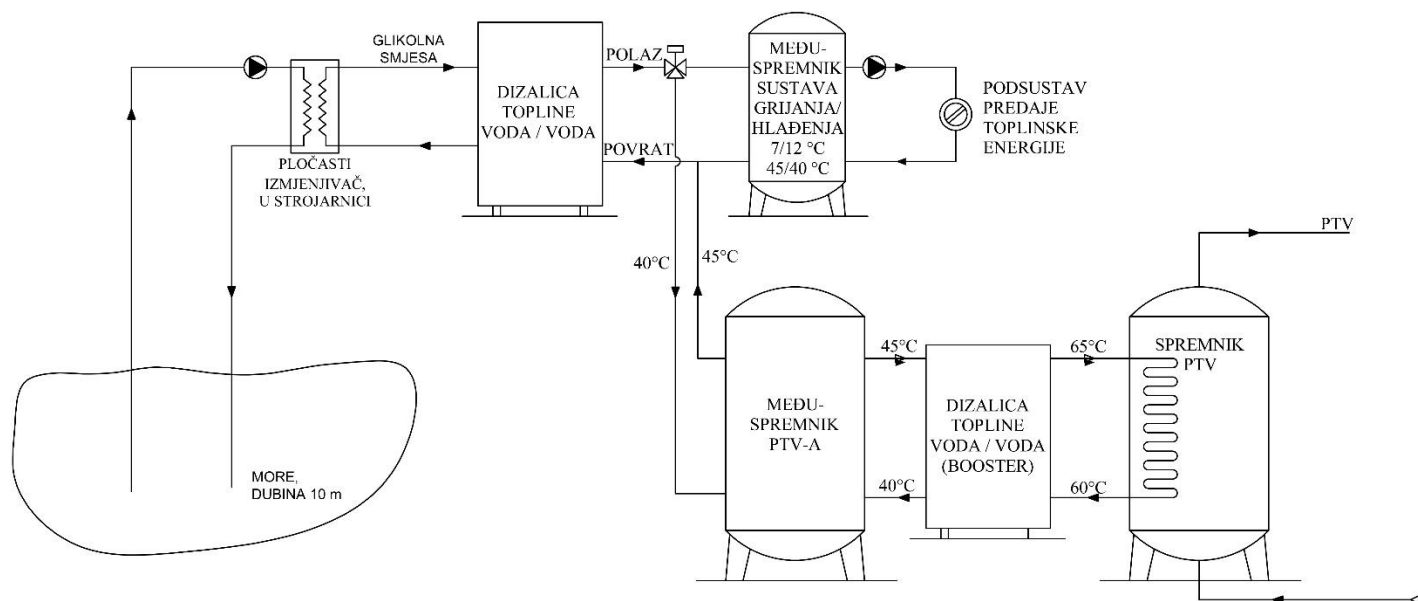 GLIKOLNA
SMJESA
PLOČASTI
IZMJENJIVAČ,
U STROJARNICI
DIZALICA
TOPLINE
VODA / VODA
POLAZ
POVRAT
MEĐU-
SPREMNIK
SUSTAVA
GRIJANJA/
HLAĐENJA
7/12 °C
45/40 °C
PODSUSTAV
PREDAJE
TOPLINSKE
ENERGIJE
40°C
45°C
MORE,
DUBINA 10 m
MEĐU-
SPREMNIK
PTV-A
45°C
40°C
DIZALICA
TOPLINE
VODA / VODA
(BOOSTER)
65°C
60°C
SPREMNIK
PTV
PTV